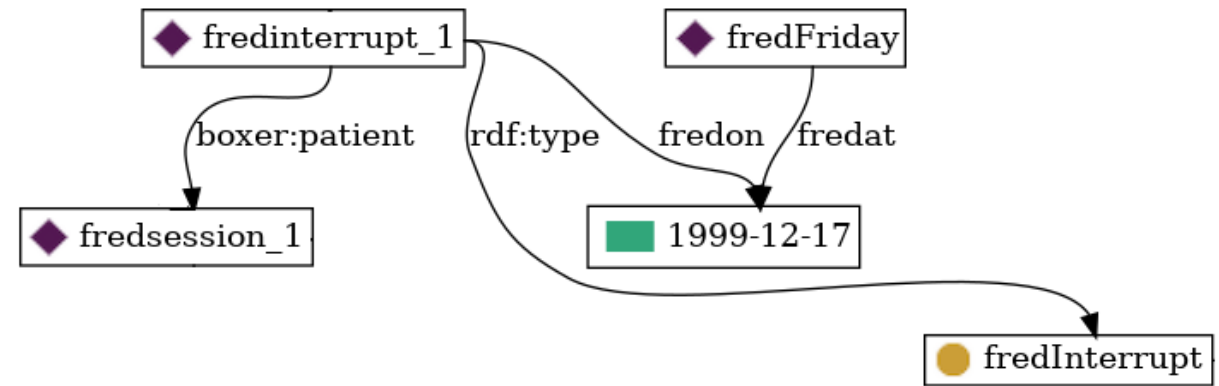 fredinterrupt_1
fredFriday
boxer:patient
rdf:type
fredon
fredat
fredsession_1
1999-12-17
fredInterrupt